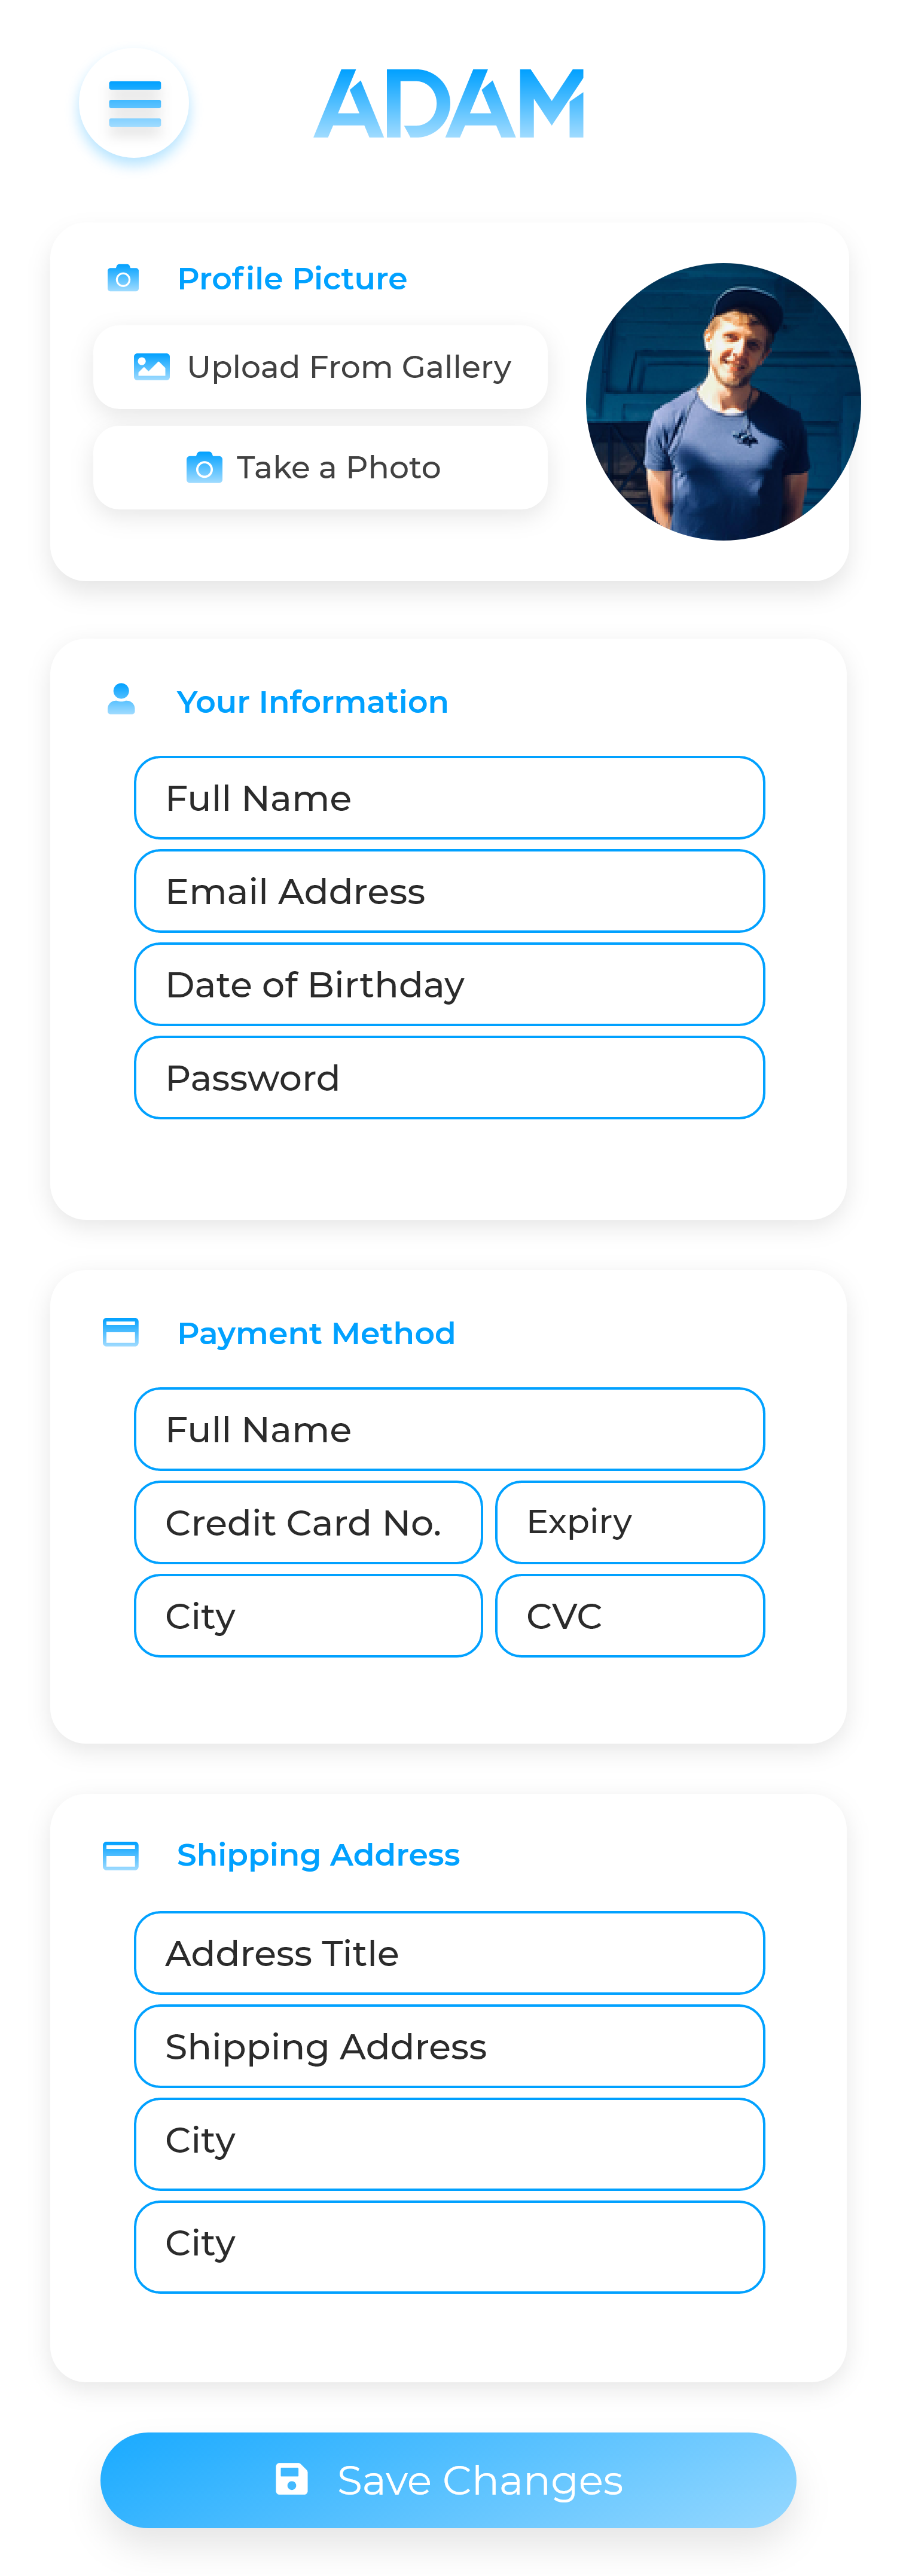 ADAM
Profile Picture
Upload From Gallery
Take a Photo
Your Information
Full Name
Email Address
Date of Birthday
Password
Payment Method
Full Name
Credit Card No. Expiry
City CVC
Shipping Address
Address Title
Shipping Address
City
City
Save Changes